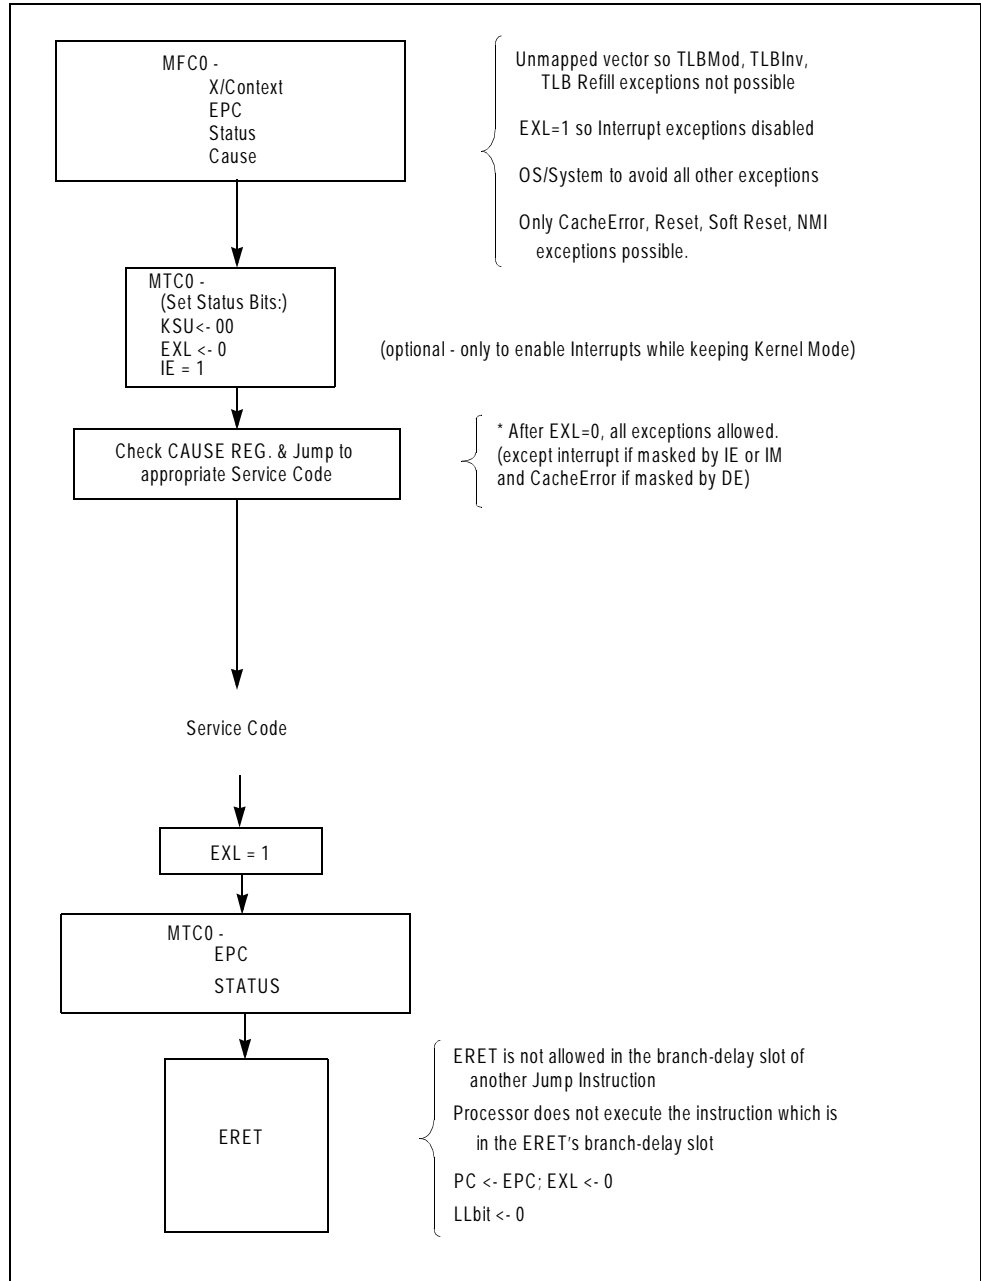 MFC0 -
X/Context
EPC
Status
Cause
Unmapped vector so TLBMod, TLBInv,
TLB Refill exceptions not possible
EXL=1 so Interrupt exceptions disabled
OS/System to avoid all other exceptions
Only CacheError, Reset, Soft Reset, NMI
exceptions possible.
MTC0 -
(Set Status Bits:)
KSU<- 00
EXL <- 0
IE = 1
(optional - only to enable Interrupts while keeping Kernel Mode)
Check CAUSE REG. & Jump to
appropriate Service Code
* After EXL=0, all exceptions allowed.
(except interrupt if masked by IE or IM
and CacheError if masked by DE)
Service Code
EXL = 1
MTC0 -
EPC
STATUS
ERET
ERET is not allowed in the branch-delay slot of
another Jump Instruction
Processor does not execute the instruction which is
in the ERET's branch-delay slot
PC <- EPC; EXL <- 0
LLbit <- 0